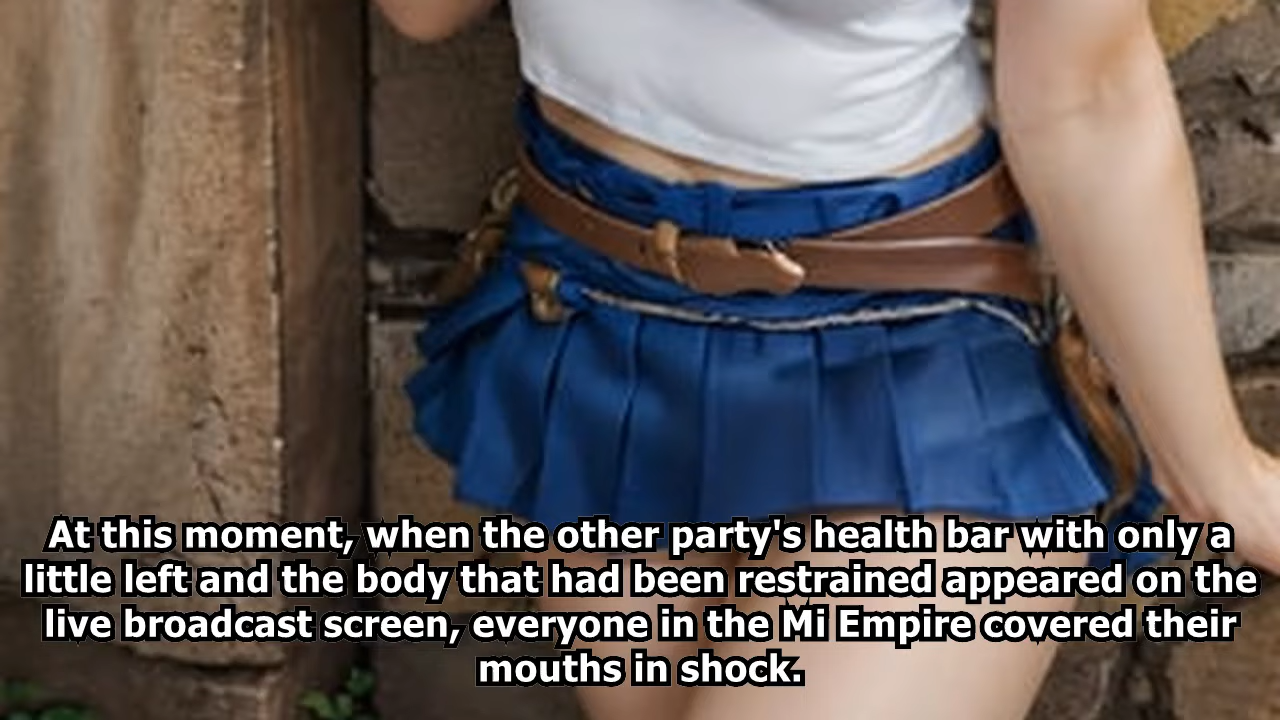 At this moment, when the other party's health bar with only a
little left and the body that had been restrained appeared on the
live broadcast screen, everyone in the Mi Empire covered their
mouths in shock.